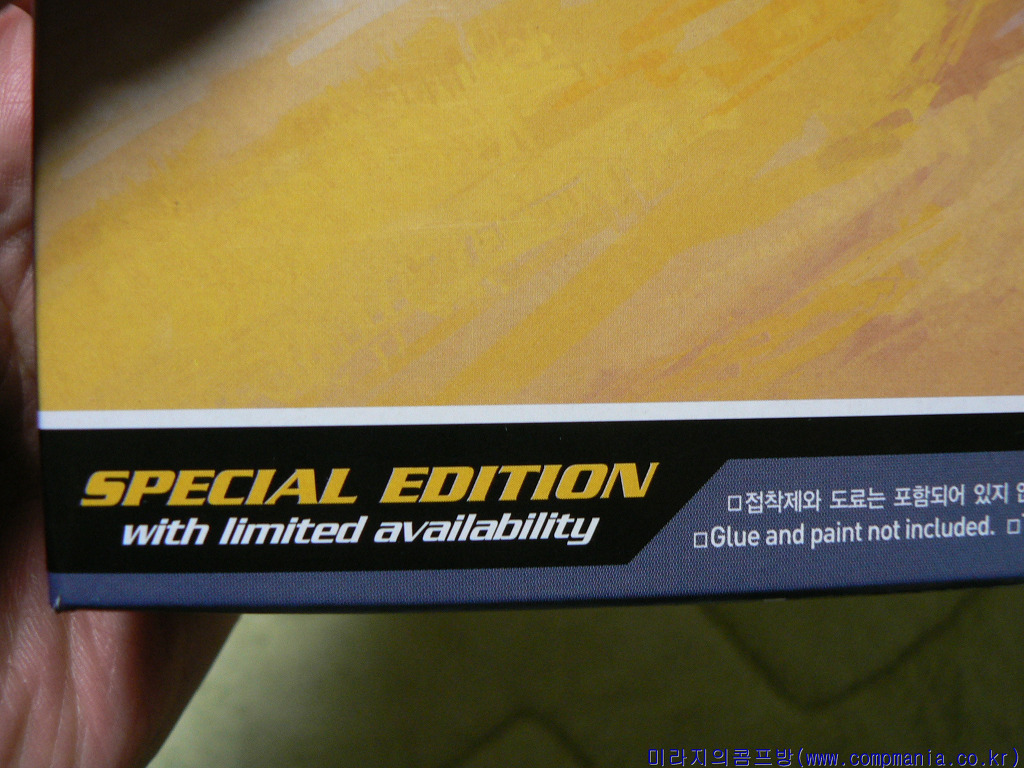 SPECIAL EDITION
with limited availability
□접착제와 도료는 포함되어 있지
□Glue and paint not included. □
미라지의콤프방(www.compmania.co.kr)